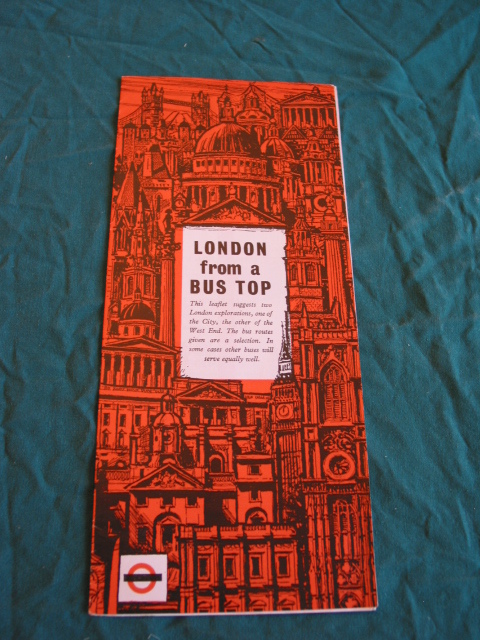 LONDON
from a
BUS TOP
This leaflet suggests two
London explorations, one of
the City, the other of the
West End. The bus routes
given are a selection. In
some cases other buses will
serve equally well.